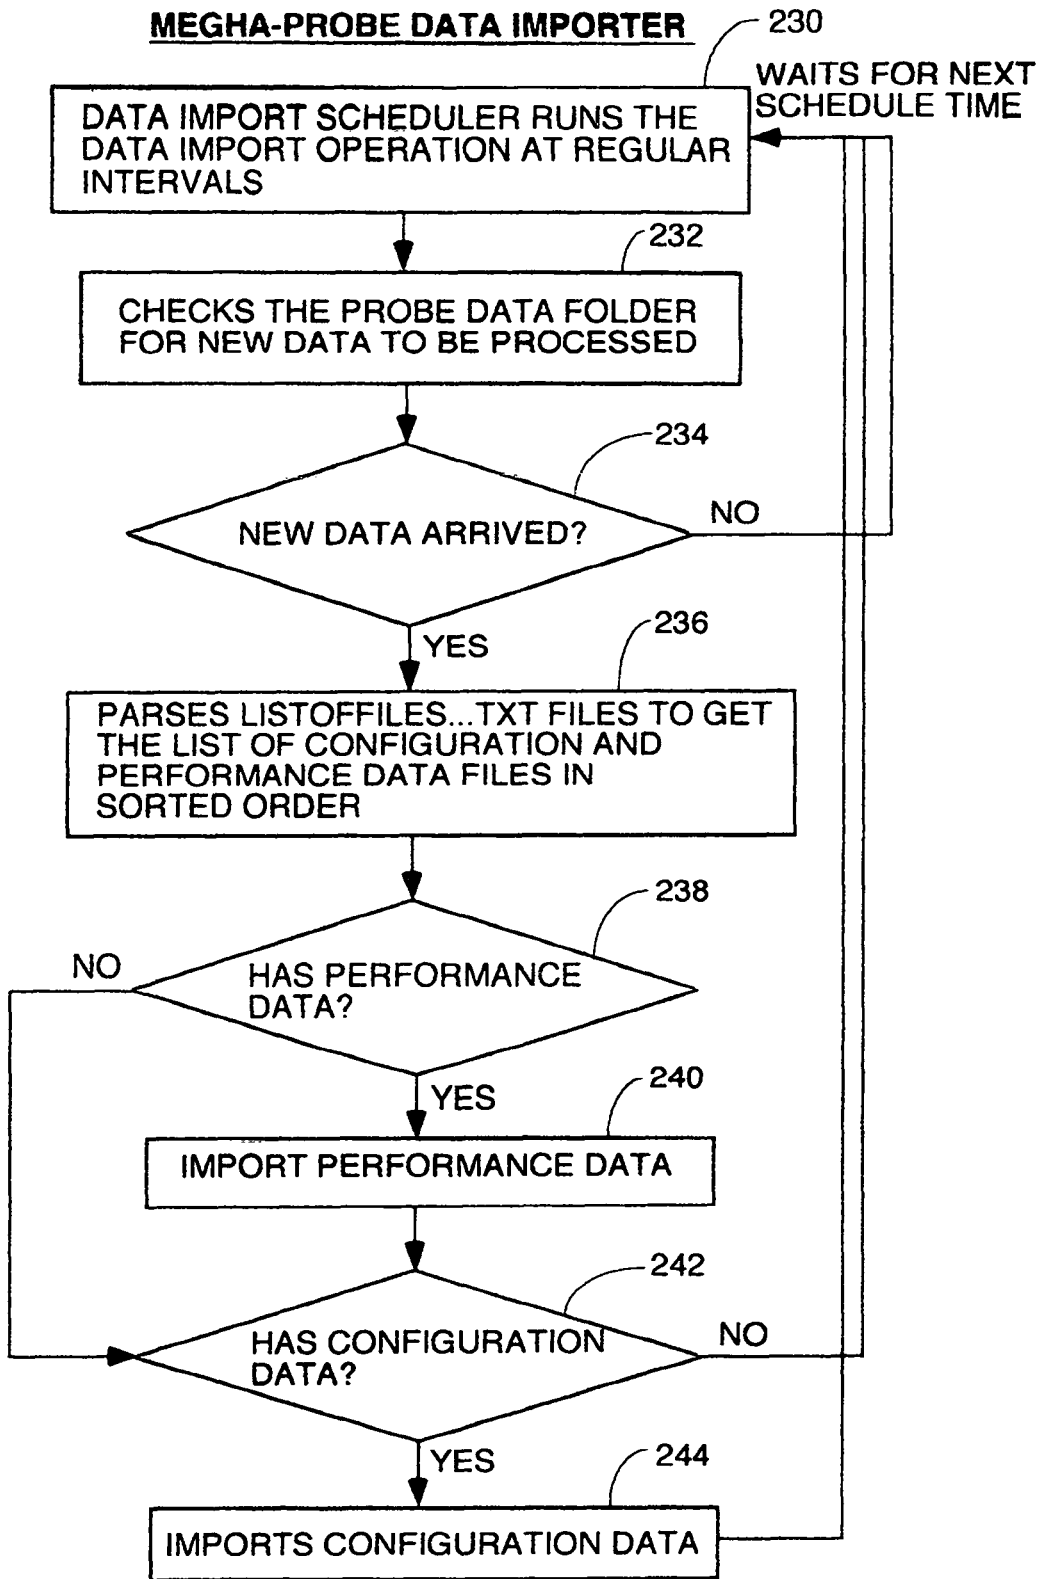 MEGHA-PROBE DATA IMPORTER
230
WAITS FOR NEXT
SCHEDULE TIME
DATA IMPORT SCHEDULER RUNS THE
DATA IMPORT OPERATION AT REGULAR
INTERVALS
232
CHECKS THE PROBE DATA FOLDER
FOR NEW DATA TO BE PROCESSED
234
NEW DATA ARRIVED?
NO
YES
236
PARSES LISTOFFILES...TXT FILES TO GET
THE LIST OF CONFIGURATION AND
PERFORMANCE DATA FILES IN
SORTED ORDER
238
NO
HAS PERFORMANCE
DATA?
YES
240
IMPORT PERFORMANCE DATA
242
HAS CONFIGURATION
DATA?
NO
YES
244
IMPORTS CONFIGURATION DATA